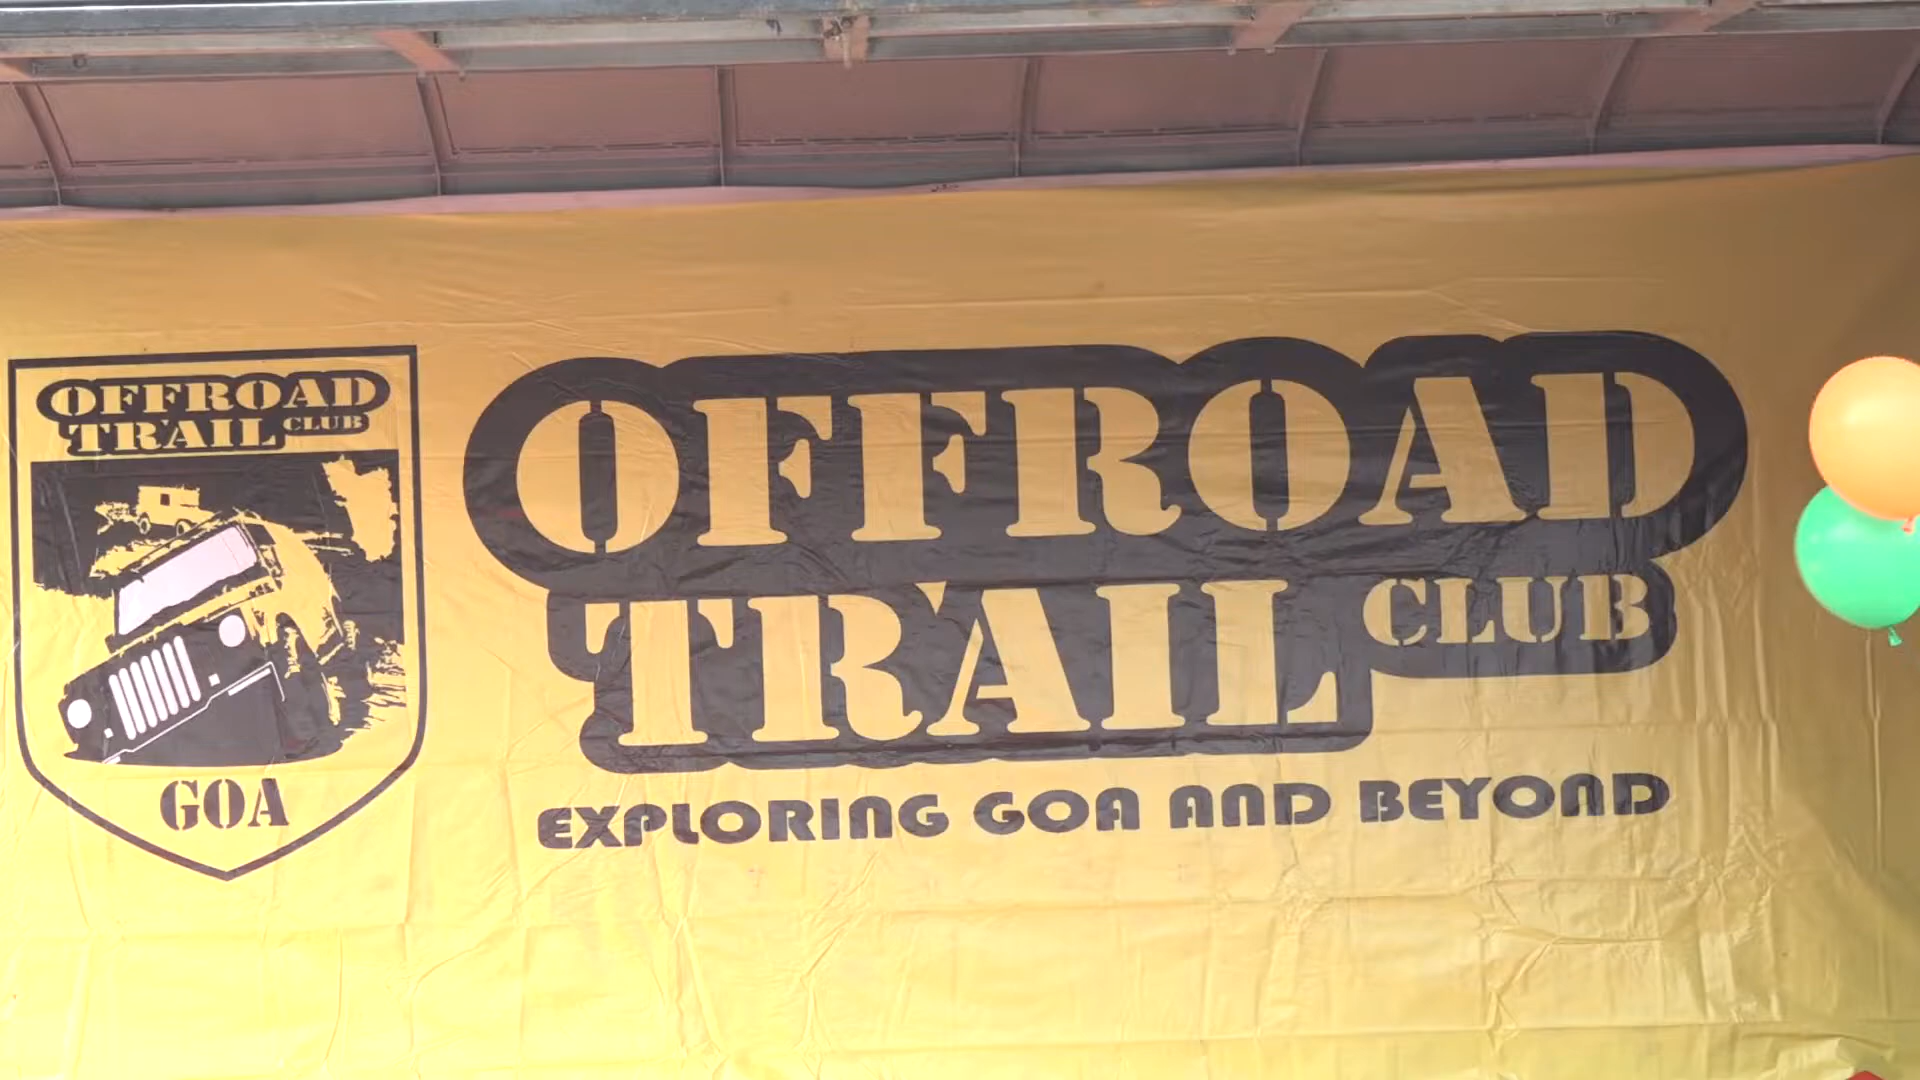 OFFROAD
TRAIL CLUB
GOA
OFFROAD
TRAIL CLUB
EXPLORING GOA AND BEYOND